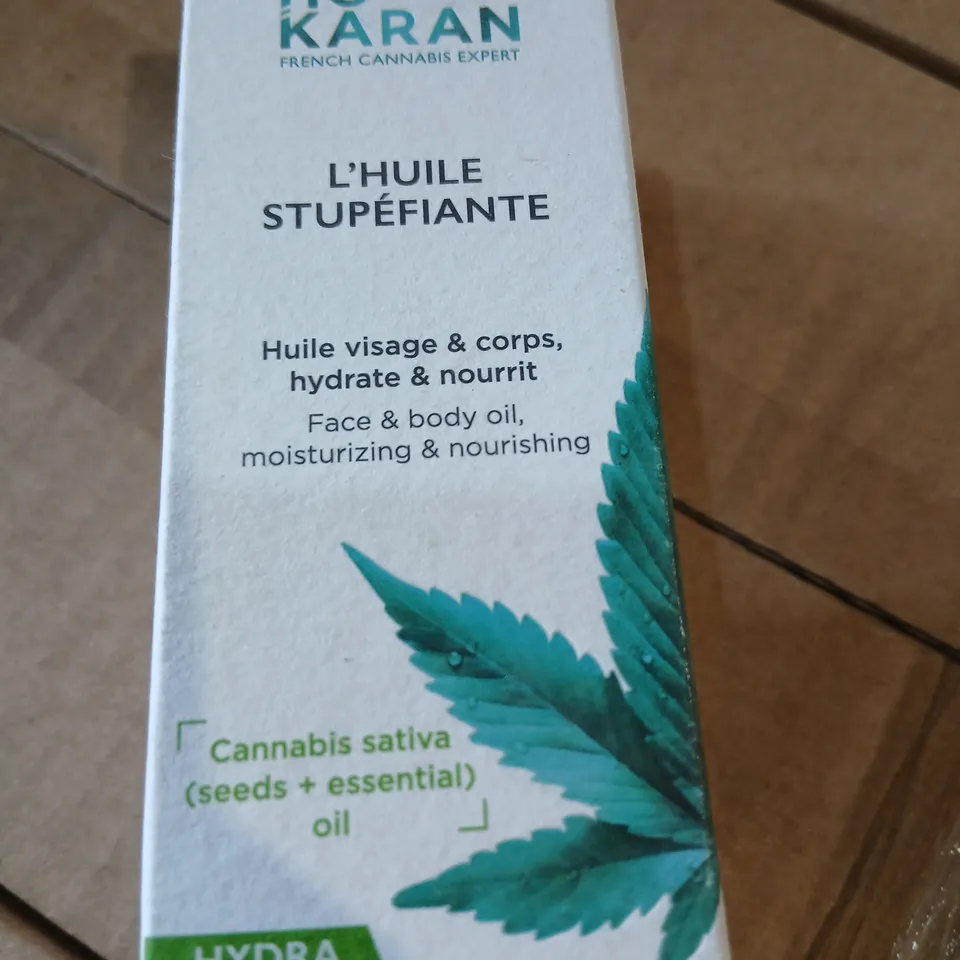 KARAN
FRENCH CANNABIS EXPERT
L'HUILE
STUPÉFIANTE
Huile visage & corps,
hydrate & nourrit
Face & body oil,
moisturizing & nourishing
Cannabis sativa
(seeds + essential)
oil
HYDRA